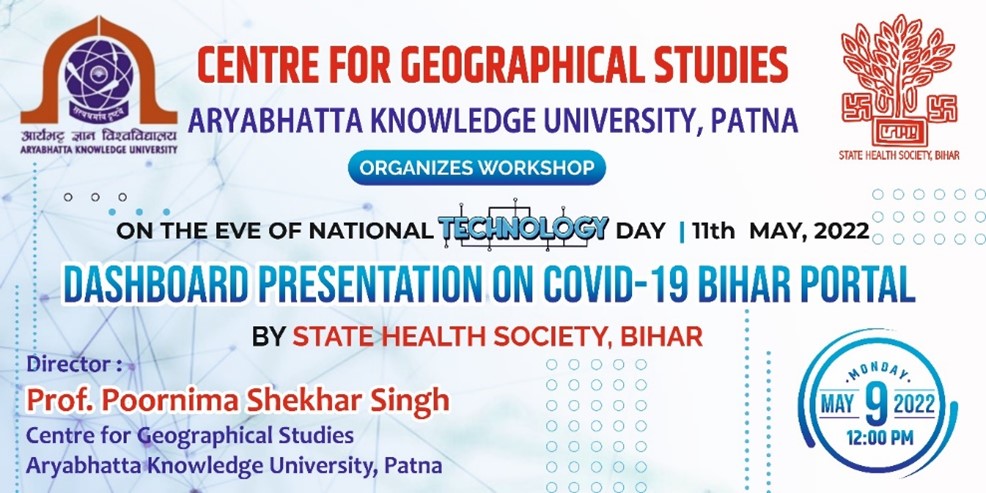 CENTRE FOR GEOGRAPHICAL STUDIES
ARYABHATTA KNOWLEDGE UNIVERSITY, PATNA
आर्यभट्ट ज्ञान विश्वविद्यालय
ARYABHATTA KNOWLEDGE UNIVERSITY
STATE HEALTH SOCIETY, BIHAR
ORGANIZES WORKSHOP
ON THE EVE OF NATIONAL TECHNOLOGY DAY | 11th MAY, 2022
DASHBOARD PRESENTATION ON COVID-19 BIHAR PORTAL
BY STATE HEALTH SOCIETY, BIHAR
Director :
Prof. Poornima Shekhar Singh
Centre for Geographical Studies
Aryabhatta Knowledge University, Patna
MONDAY
MAY 9 2022
12:00 PM